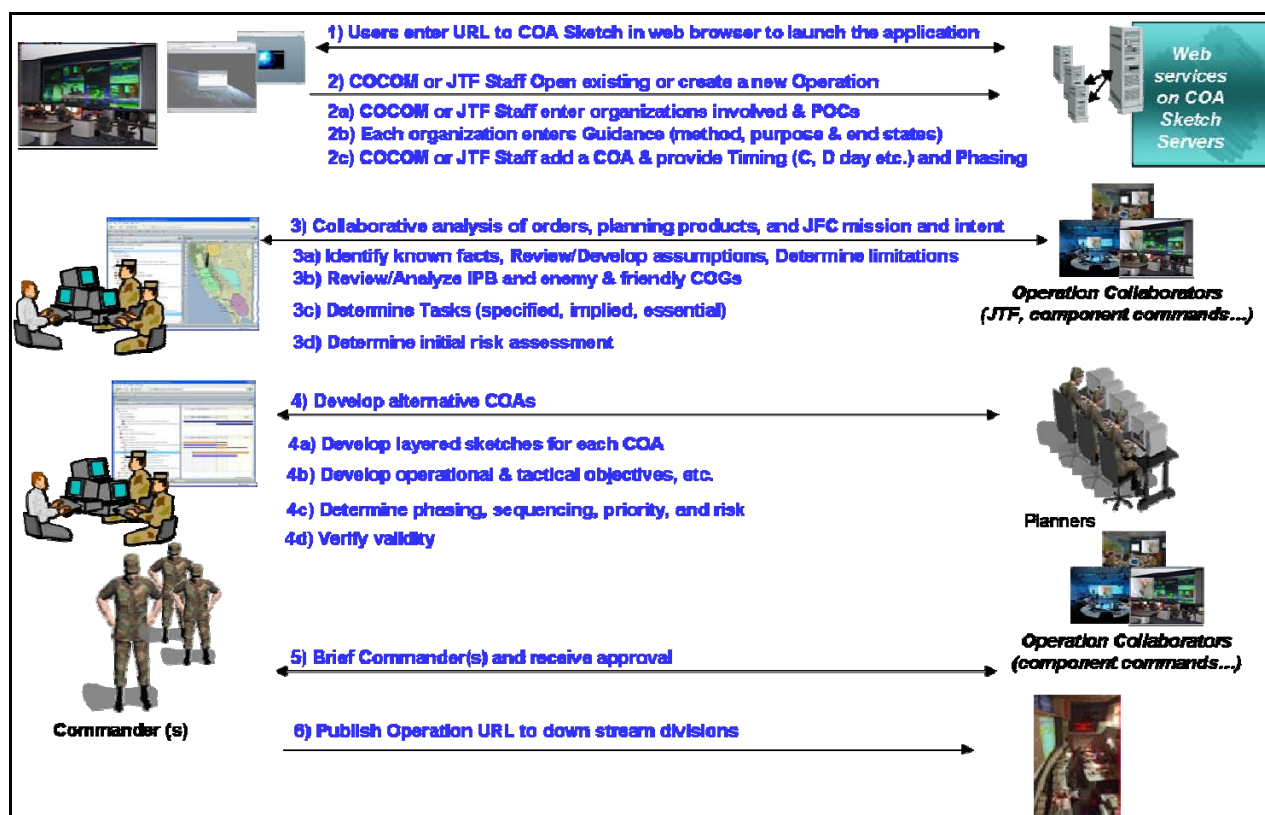 1) Users enter URL to COA Sketch in web browser to launch the application
2) COCOM or JTF Staff Open existing or create a new Operation
2a) COCOM or JTF Staff enter organizations involved & POCs
2b) Each organization enters Guidance (method, purpose & end states)
2c) COCOM or JTF Staff add a COA & provide Timing (C, D day etc.) and Phasing
Web
services
on COA
Sketch
Servers
3) Collaborative analysis of orders, planning products, and JFC mission and intent
3a) Identify known facts, Review/Develop assumptions, Determine limitations
3b) Review/Analyze IPB and enemy & friendly COGs
3c) Determine Tasks (specified, implied, essential)
3d) Determine initial risk assessment
Operation Collaborators
(JTF, component commands...)
4) Develop alternative COAs
4a) Develop layered sketches for each COA
4b) Develop operational & tactical objectives, etc.
4c) Determine phasing, sequencing, priority, and risk
4d) Verify validity
Planners
5) Brief Commander(s) and receive approval
Operation Collaborators
(component commands...)
Commander (s)
6) Publish Operation URL to down stream divisions